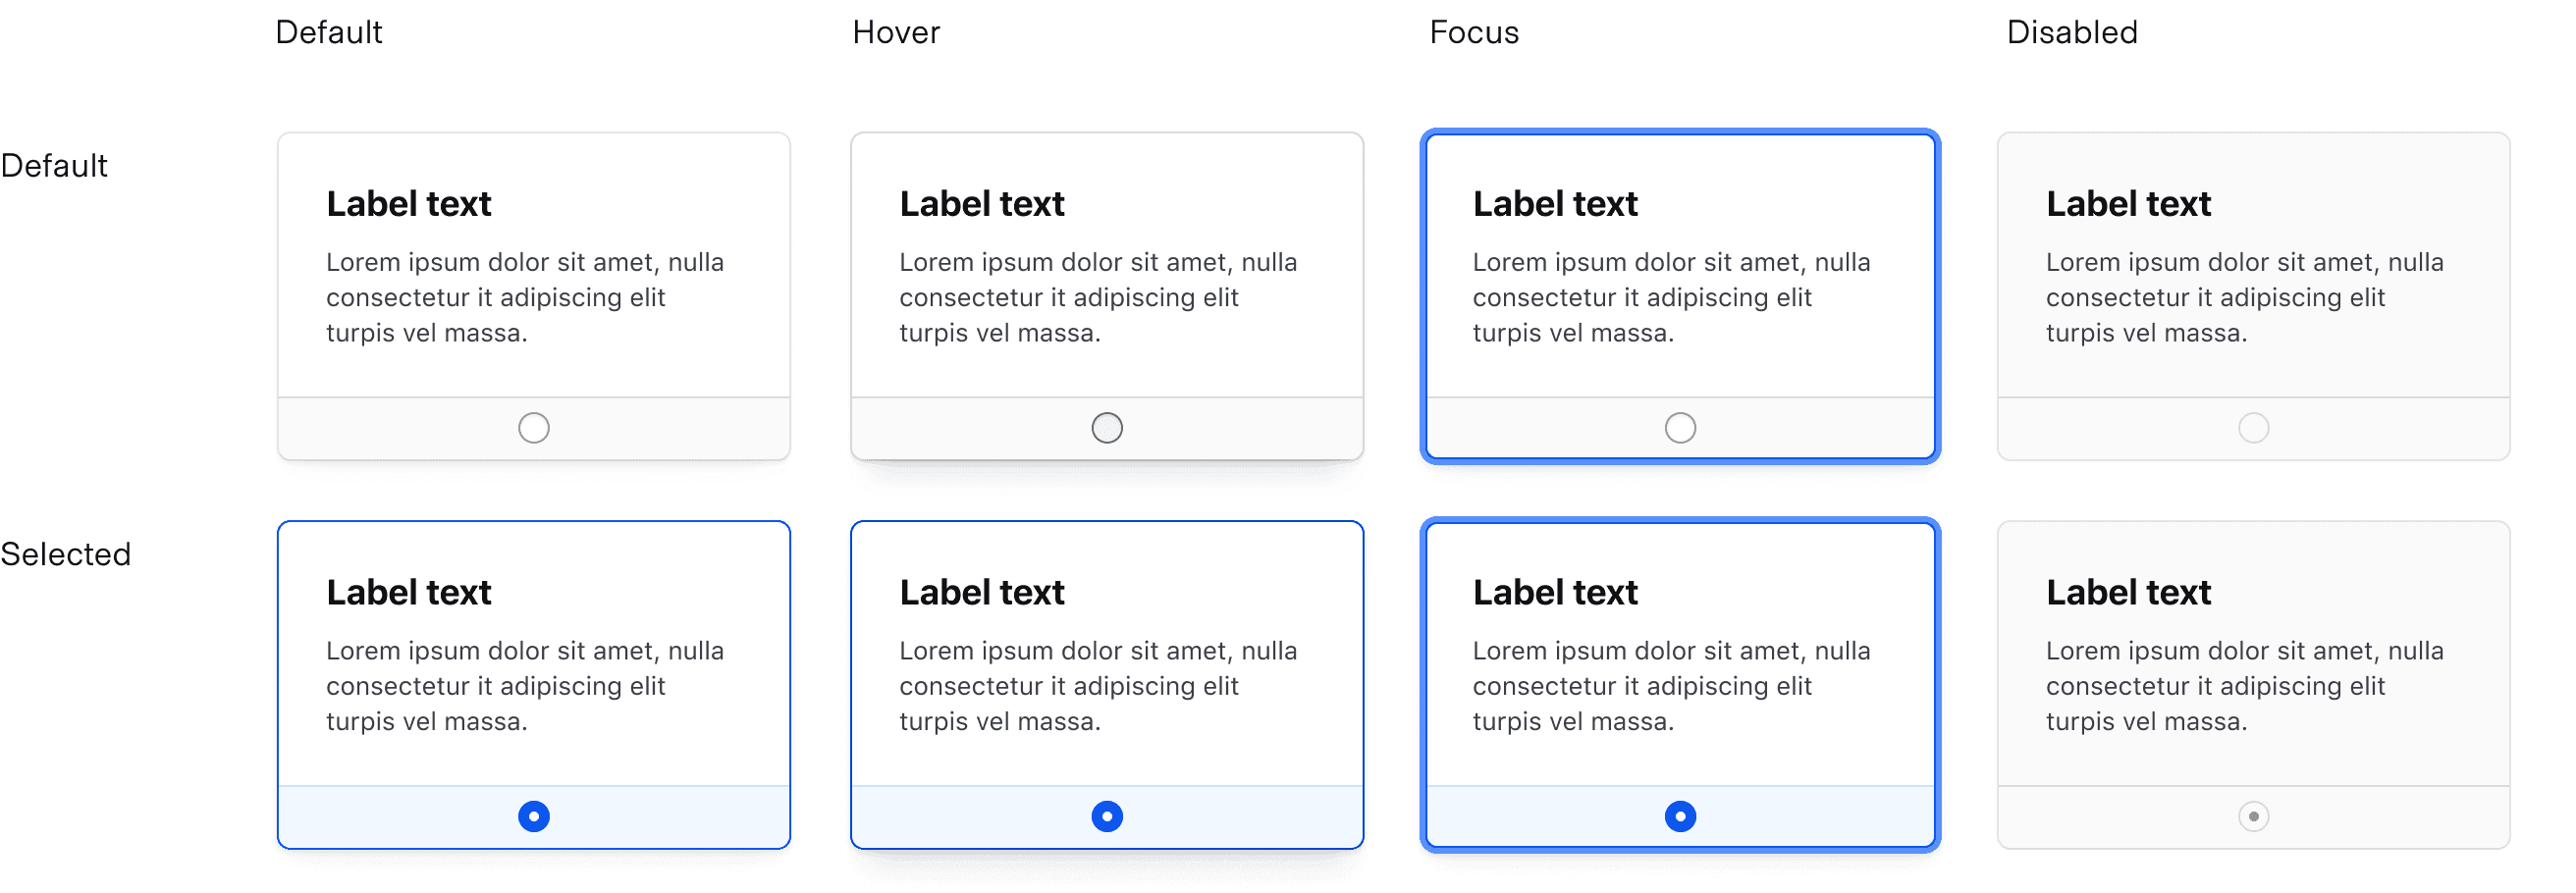 Default
Hover
Focus
Disabled
Default
Label text
Lorem ipsum dolor sit amet, nulla
consectetur it adipiscing elit
turpis vel massa.
Label text
Lorem ipsum dolor sit amet, nulla
consectetur it adipiscing elit
turpis vel massa.
Label text
Lorem ipsum dolor sit amet, nulla
consectetur it adipiscing elit
turpis vel massa.
Label text
Lorem ipsum dolor sit amet, nulla
consectetur it adipiscing elit
turpis vel massa.
Selected
Label text
Lorem ipsum dolor sit amet, nulla
consectetur it adipiscing elit
turpis vel massa.
Label text
Lorem ipsum dolor sit amet, nulla
consectetur it adipiscing elit
turpis vel massa.
Label text
Lorem ipsum dolor sit amet, nulla
consectetur it adipiscing elit
turpis vel massa.
Label text
Lorem ipsum dolor sit amet, nulla
consectetur it adipiscing elit
turpis vel massa.